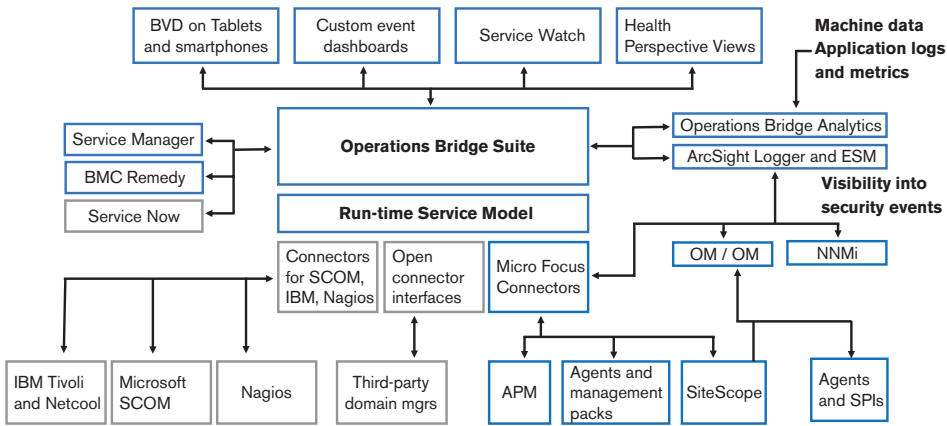 BVD on Tablets
and smartphones
Custom event
dashboards
Service Watch
Health
Perspective Views
Machine data
Application logs
and metrics
Service Manager
BMC Remedy
Service Now
Operations Bridge Suite
Operations Bridge Analytics
ArcSight Logger and ESM
Visibility into
security events
Run-time Service Model
Connectors
for SCOM,
IBM, Nagios
Open
connector
interfaces
Micro Focus
Connectors
OM / OM
NNMi
IBM Tivoli
and Netcool
Microsoft
SCOM
Nagios
Third-party
domain mgrs
APM
Agents and
management
packs
SiteScope
Agents
and SPIs